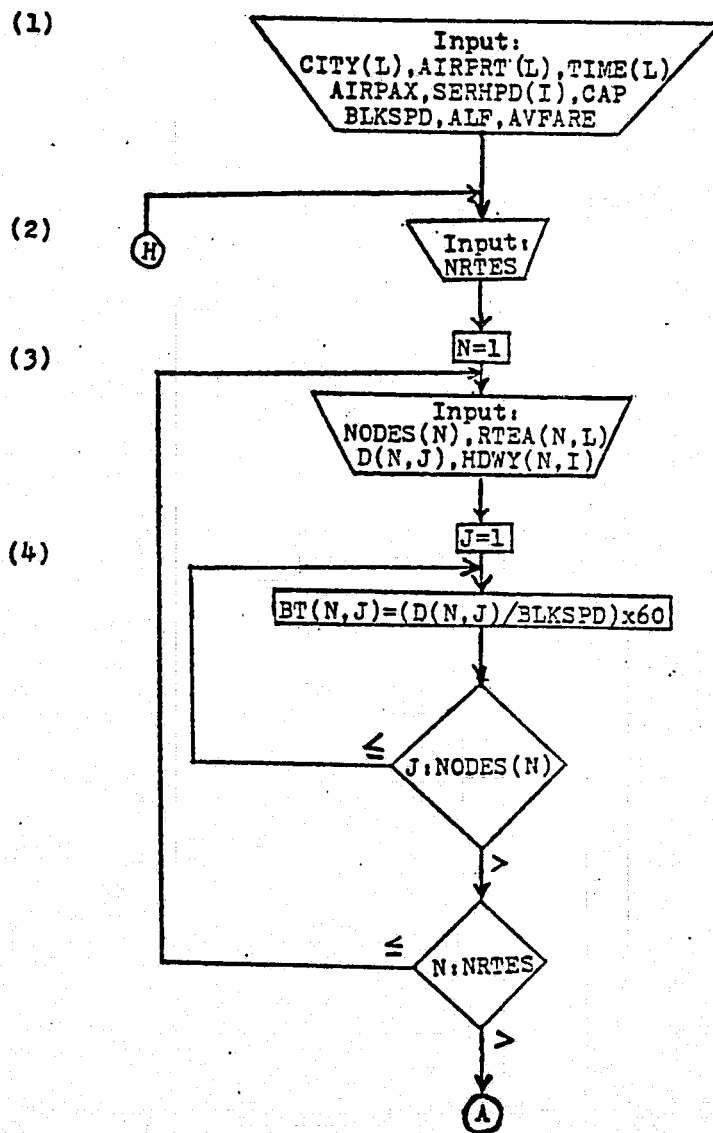 (1)
Input:
CITY(L),AIRPRT(L),TIME(L)
AIRPAX,SERHPD(I),CAP
BLKSPD,ALF,AVFARE
(2)
H
Input:
NRTES
N=1
(3)
Input:
NODES(N),RTEA(N,L)
D(N,J),HDWY(N,I)
J=1
(4)
BT(N,J)=(D(N,J)/BLKSPD)x60
≤
J:NODES(N)
>
≤
N:NRTES
>
A